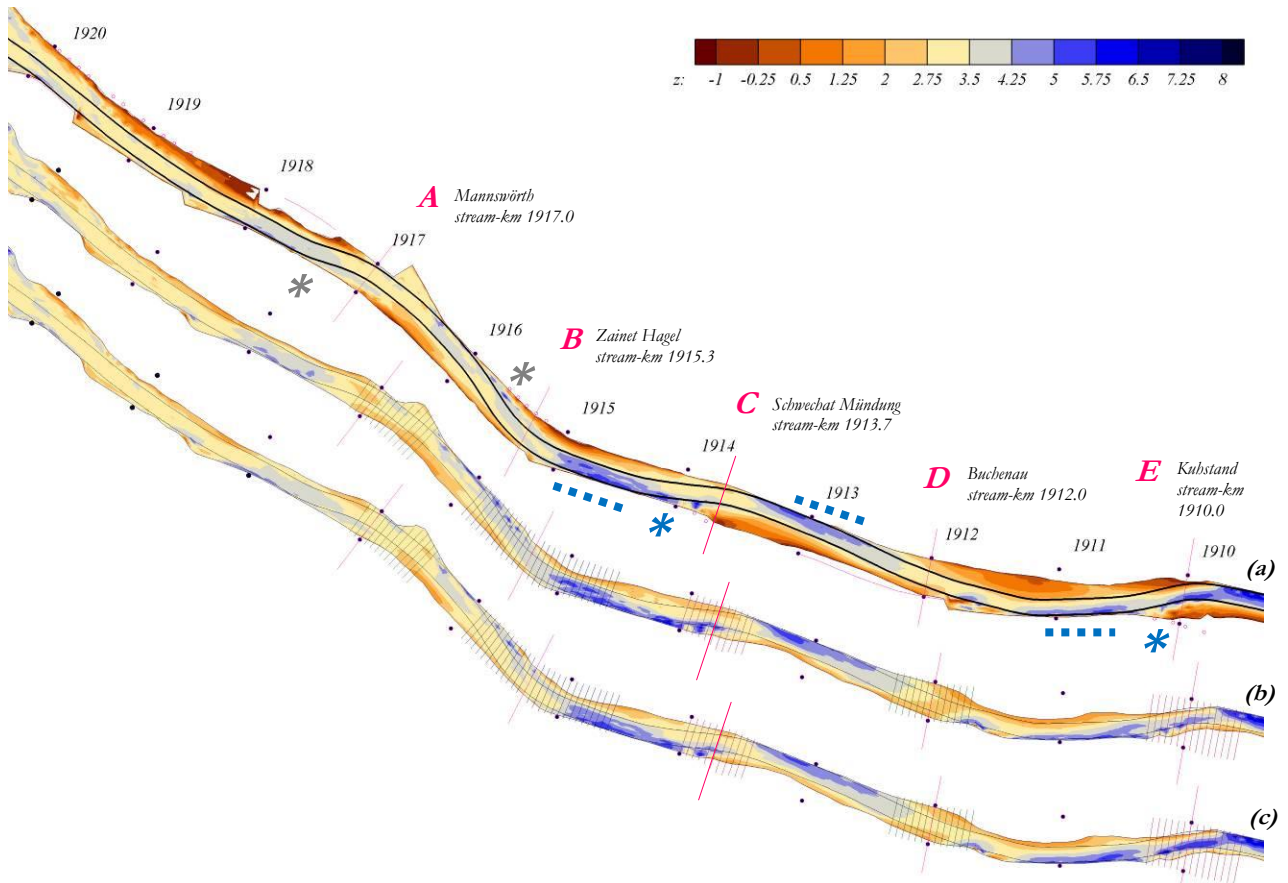 1920
z: -1 -0.25 0.5 1.25 2 2.75 3.5 4.25 5 5.75 6.5 7.25 8
1919
1918
A Mannswörth
stream-km 1917.0
1917
1916
B Zainet Hagel
stream-km 1915.3
1915
C Schwechat Mündung
stream-km 1913.7
1914
1913
D Buchenau
stream-km 1912.0
E Kuhstand
stream-km
1910.0
1912
1911
1910
(a)
(b)
(c)